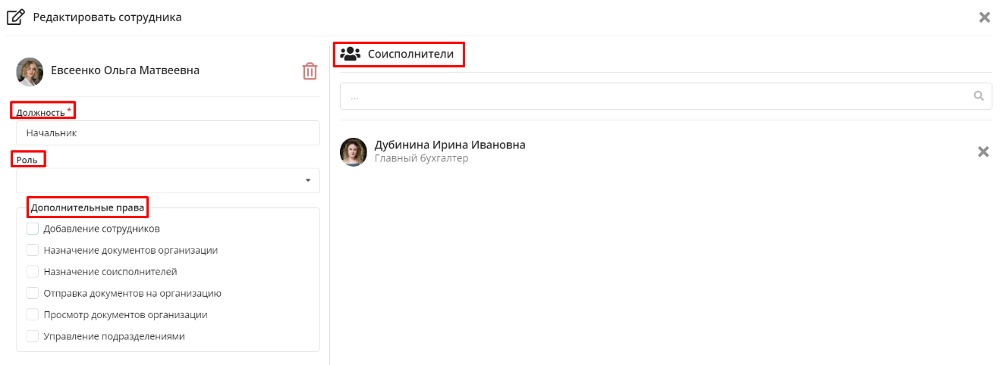 Редактировать сотрудника
Евсеенко Ольга Матвеевна
Должность *
Начальник
Роль
Дополнительные права
Добавление сотрудников
Назначение документов организации
Назначение соисполнителей
Отправка документов на организацию
Просмотр документов организации
Управление подразделениями
Соисполнители
...
Дубинина Ирина Ивановна
Главный бухгалтер